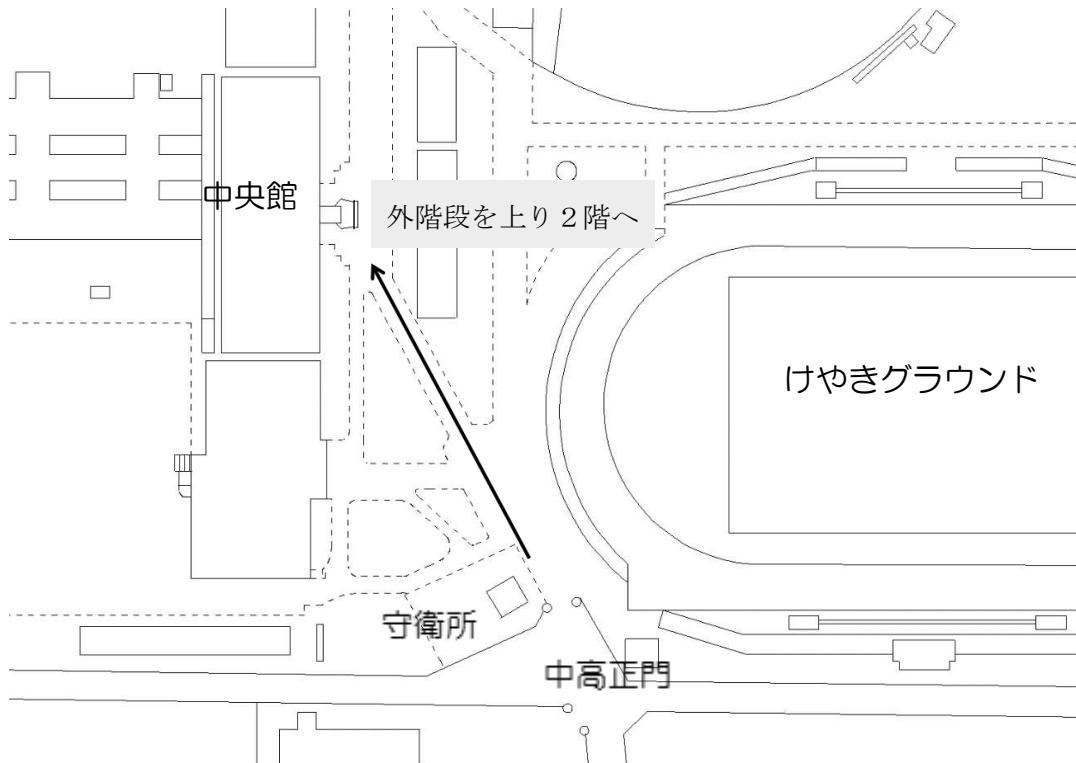 中央館
外階段を上り２階へ
けやきグラウンド
守衛所
中高正門